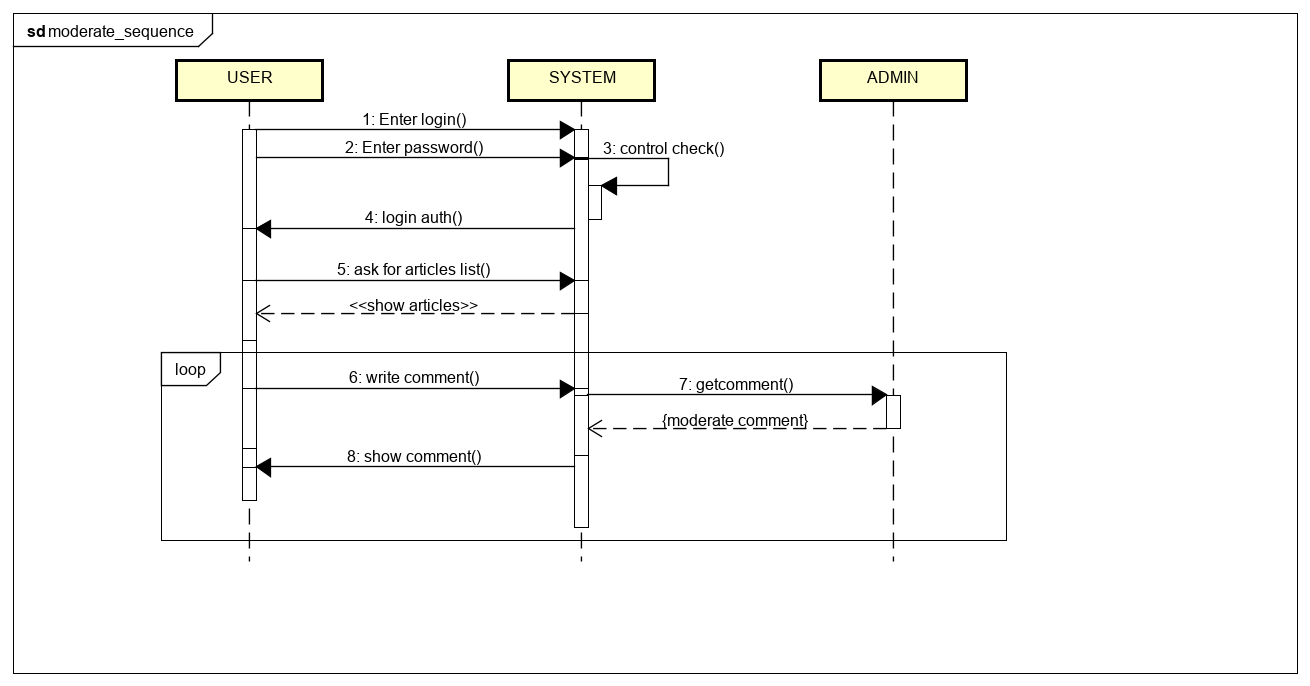 sd moderate_sequence
USER
SYSTEM
ADMIN
1: Enter login()
2: Enter password()
3: control check()
4: login auth()
5: ask for articles list()
<<show articles>>
loop
6: write comment()
7: getcomment()
{moderate comment}
8: show comment()